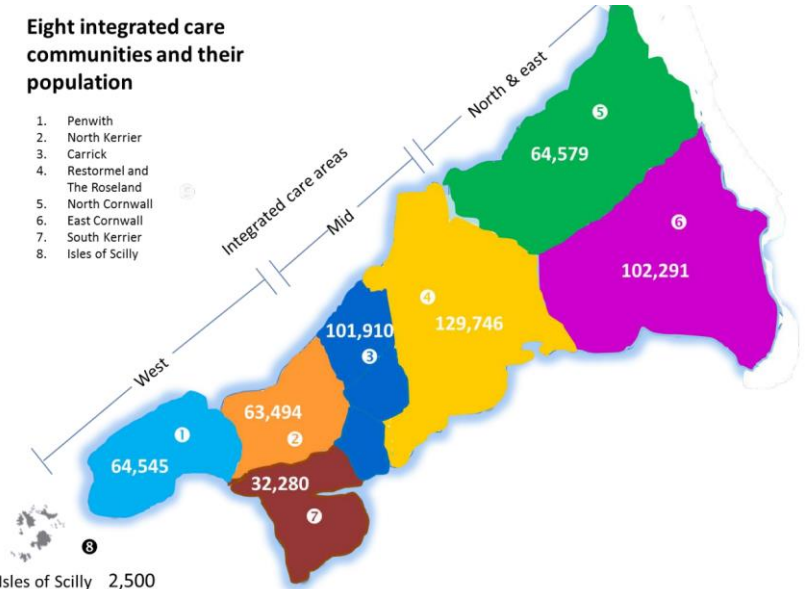 Eight integrated care
communities and their
population
1. Penwith
2. North Kerrier
3. Carrick
4. Restormel and
The Roseland
5. North Cornwall
6. East Cornwall
7. South Kerrier
8. Isles of Scilly
North & east
Integrated care areas
Mid
West
5
64,579
6
102,291
4
129,746
101,910
3
63,494
2
1
64,545
32,280
7
8
Isles of Scilly 2,500